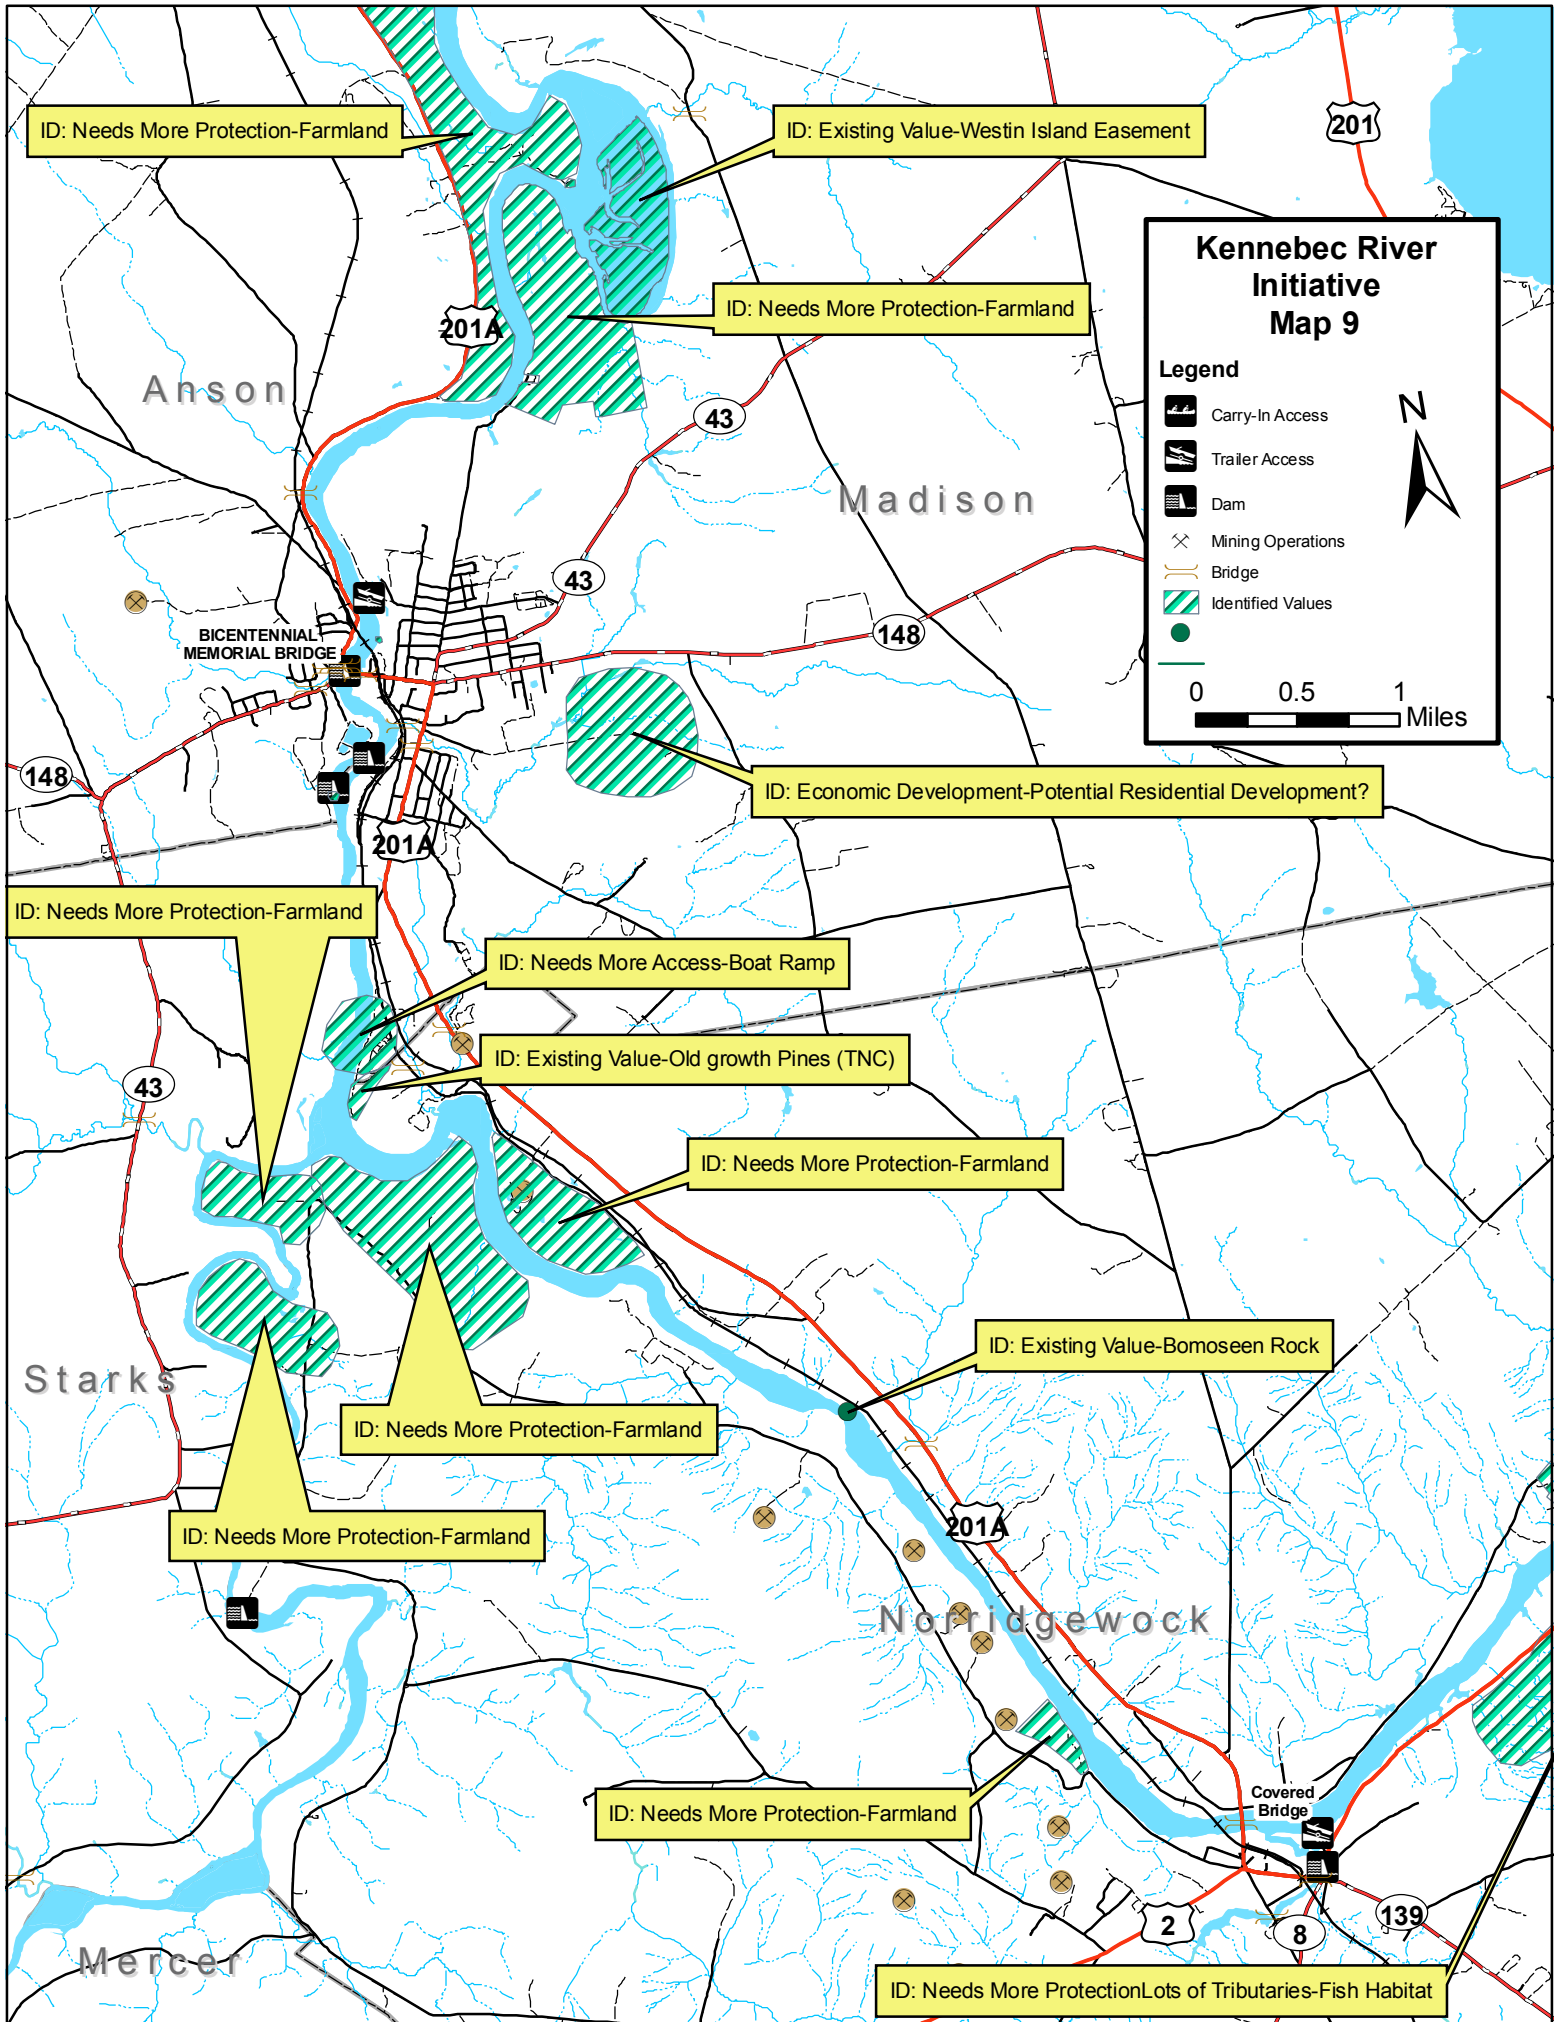 ID: Needs More Protection-Farmland
ID: Existing Value-Westin Island Easement
201
Kennebec River
Initiative
Map 9
Legend
Carry-In Access
Trailer Access
Dam
Mining Operations
Bridge
Identified Values
N
0 0.5 1
Miles
ID: Needs More Protection-Farmland
201A
Anson
43
Madison
43
148
BICENTENNIAL
MEMORIAL BRIDGE
148
ID: Economic Development-Potential Residential Development?
201A
ID: Needs More Protection-Farmland
ID: Needs More Access-Boat Ramp
ID: Existing Value-Old growth Pines (TNC)
43
ID: Needs More Protection-Farmland
ID: Existing Value-Bomoseen Rock
Starks
ID: Needs More Protection-Farmland
ID: Needs More Protection-Farmland
201A
Norridgewock
ID: Needs More Protection-Farmland
Covered
Bridge
2
8
139
Mercer
ID: Needs More ProtectionLots of Tributaries-Fish Habitat